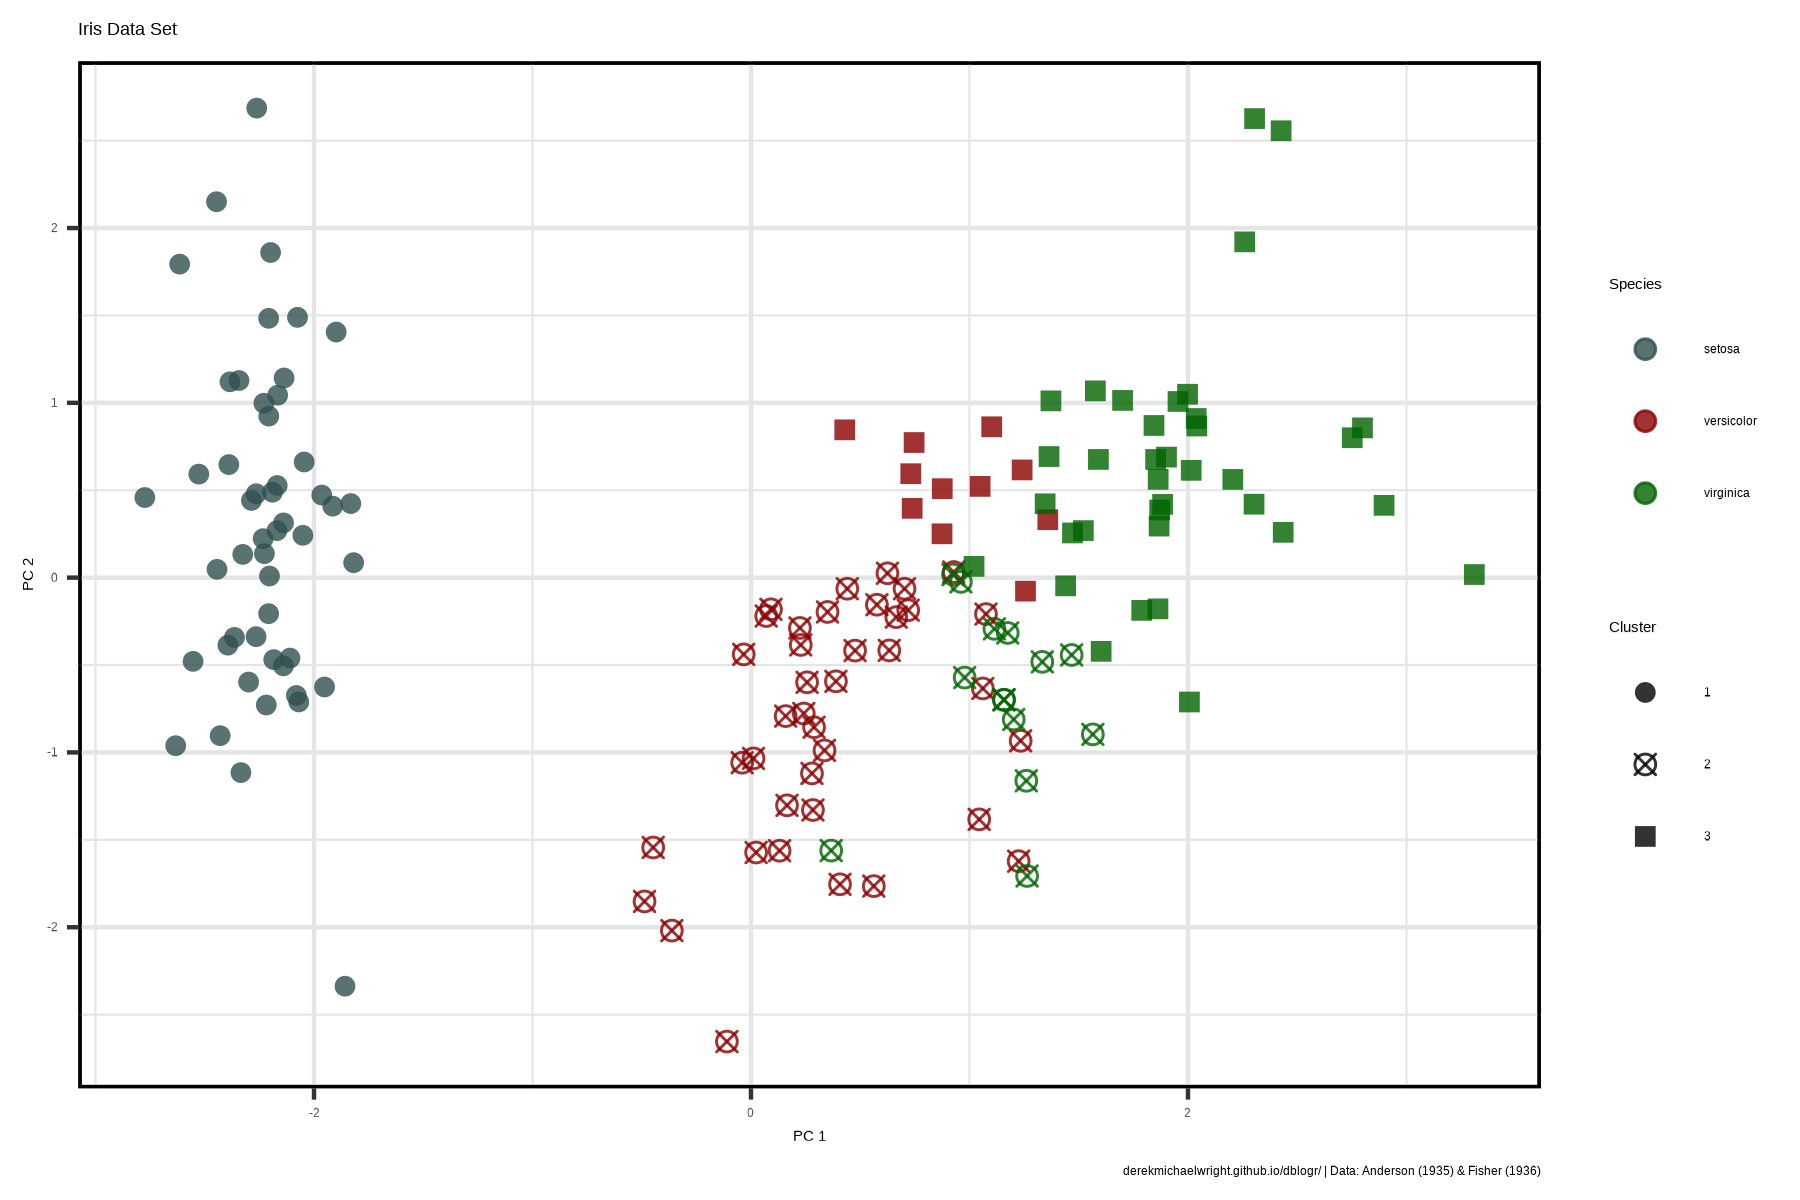 Iris Data Set
2
1
0
-1
-2
PC 2
-2
0
2
PC 1
Species
setosa
versicolor
virginica
Cluster
1
2
3
derekmichaelwright.github.io/dblogr/ | Data: Anderson (1935) & Fisher (1936)